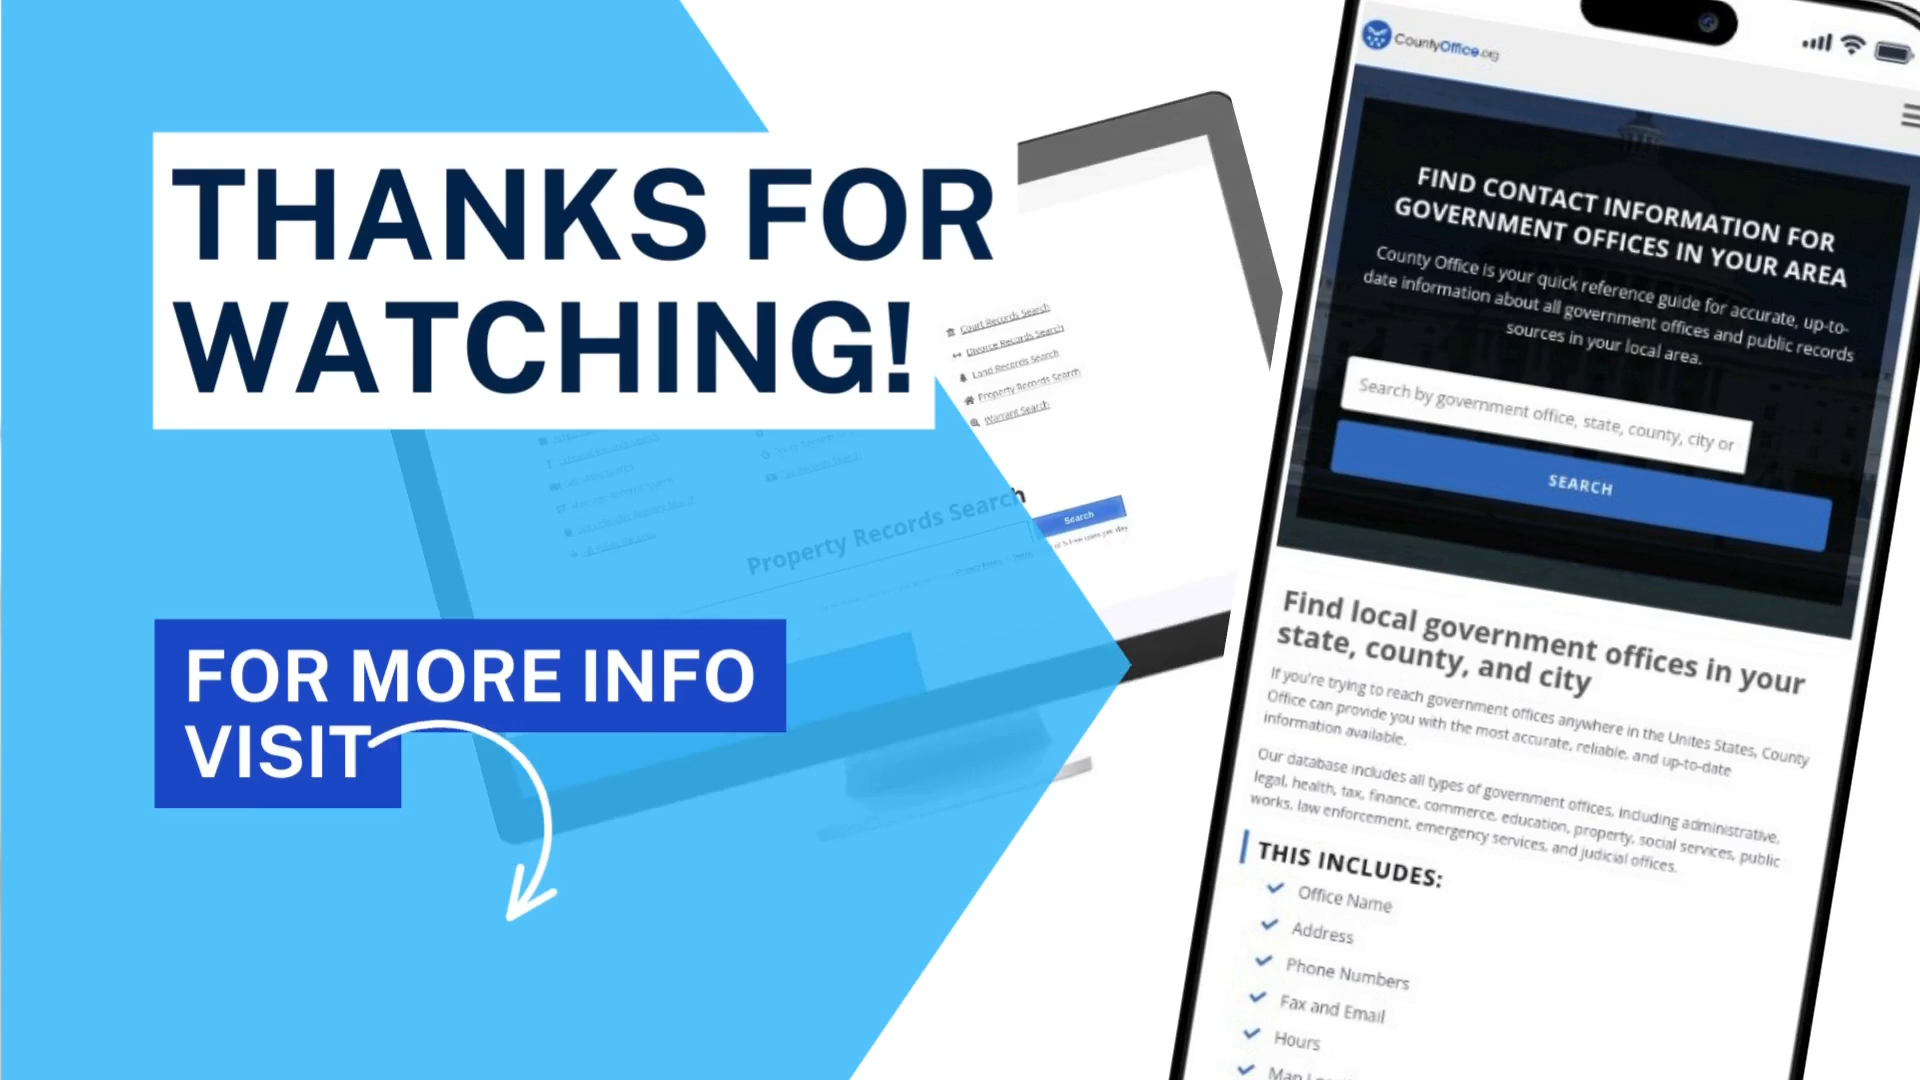 THANKS FOR
WATCHING!
FOR MORE INFO
VISIT
Court Records Search
Divorce Records Search
Land Records Search
Property Records Search
Warrant Search
Property Records Search
Search
CountyOffice.org
FIND CONTACT INFORMATION FOR
GOVERNMENT OFFICES IN YOUR AREA
County Office is your quick reference guide for accurate, up-to-
date information about all government offices and public records
sources in your local area.
Search by government office, state, county, city or
SEARCH
Find local government offices in your
state, county, and city
If you're trying to reach government offices anywhere in the Unites States, County
Office can provide you with the most accurate, reliable, and up-to-date
information available.
Our database includes all types of government offices, including administrative,
legal, health, tax, finance, commerce, education, property, social services, public
works, law enforcement, emergency services, and judicial offices.
THIS INCLUDES:
Office Name
Address
Phone Numbers
Fax and Email
Hours